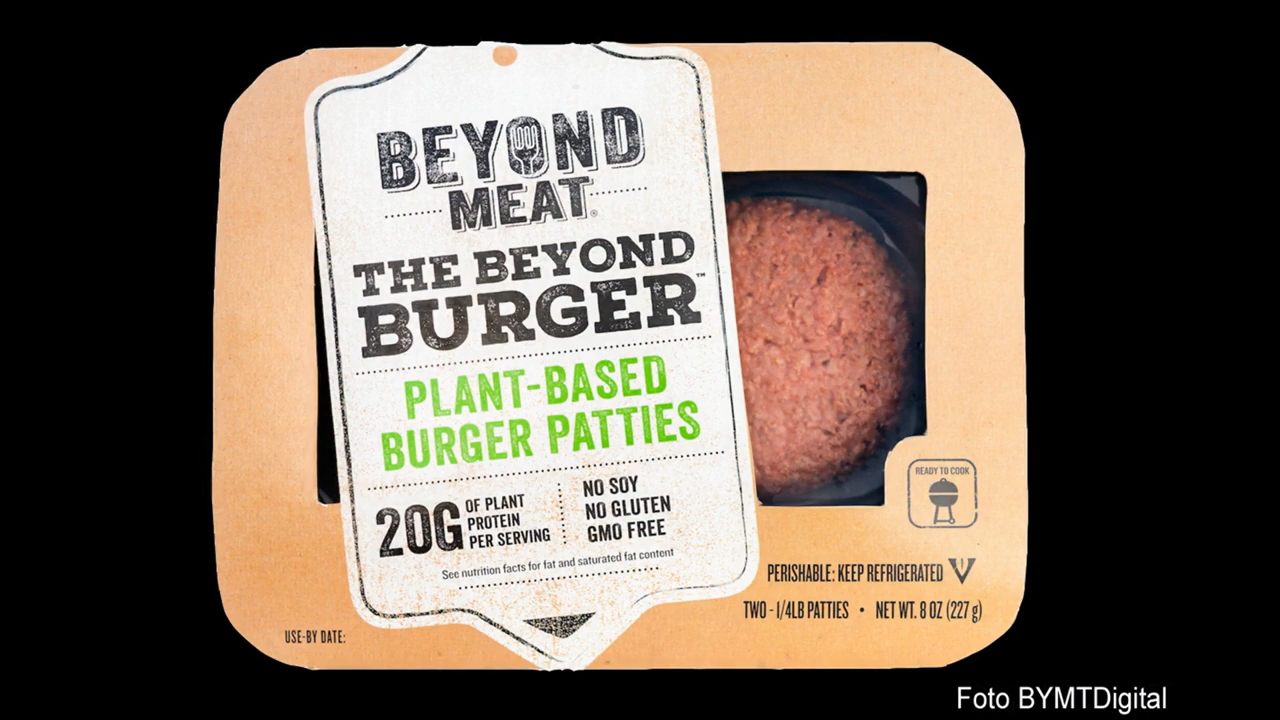 BEYOND
MEAT®
THE BEYOND
BURGER™
PLANT-BASED
BURGER PATTIES
20G OF PLANT
PROTEIN
PER SERVING
NO SOY
NO GLUTEN
GMO FREE
See nutrition facts for fat and saturated fat content
USE-BY DATE:
READY TO COOK
PERISHABLE: KEEP REFRIGERATED
TWO - 1/4LB PATTIES • NET WT. 8 OZ (227 g)
Foto BYMTDigital